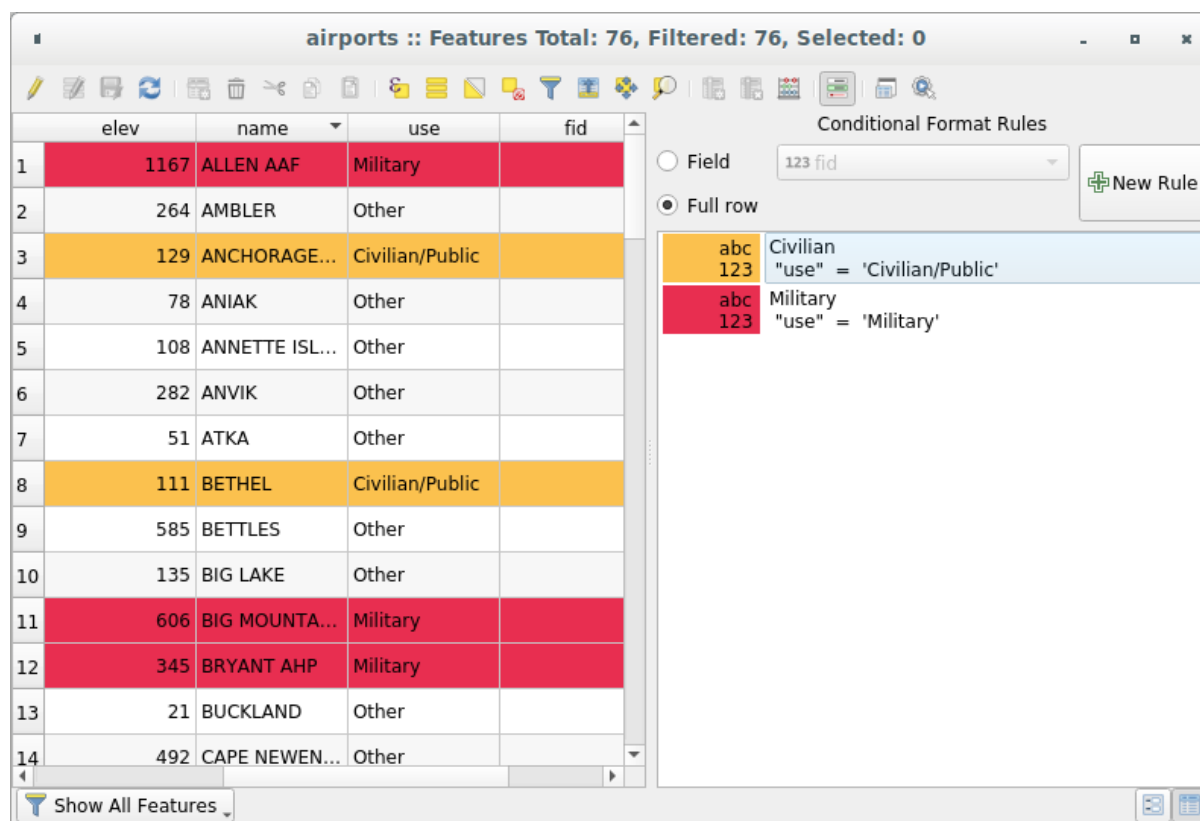 airports :: Features Total: 76, Filtered: 76, Selected: 0
elev name use fid
1 1167 ALLEN AAF Military
2 264 AMBLER Other
3 129 ANCHORAGE... Civilian/Public
4 78 ANIAK Other
5 108 ANNETTE ISL... Other
6 282 ANVIK Other
7 51 ATKA Other
8 111 BETHEL Civilian/Public
9 585 BETTLES Other
10 135 BIG LAKE Other
11 606 BIG MOUNTA... Military
12 345 BRYANT AHP Military
13 21 BUCKLAND Other
14 492 CAPE NEWEN... Other
Show All Features
Conditional Format Rules
Field 123 fid
Full row
New Rule
abc Civilian
123 "use" = 'Civilian/Public'
abc Military
123 "use" = 'Military'